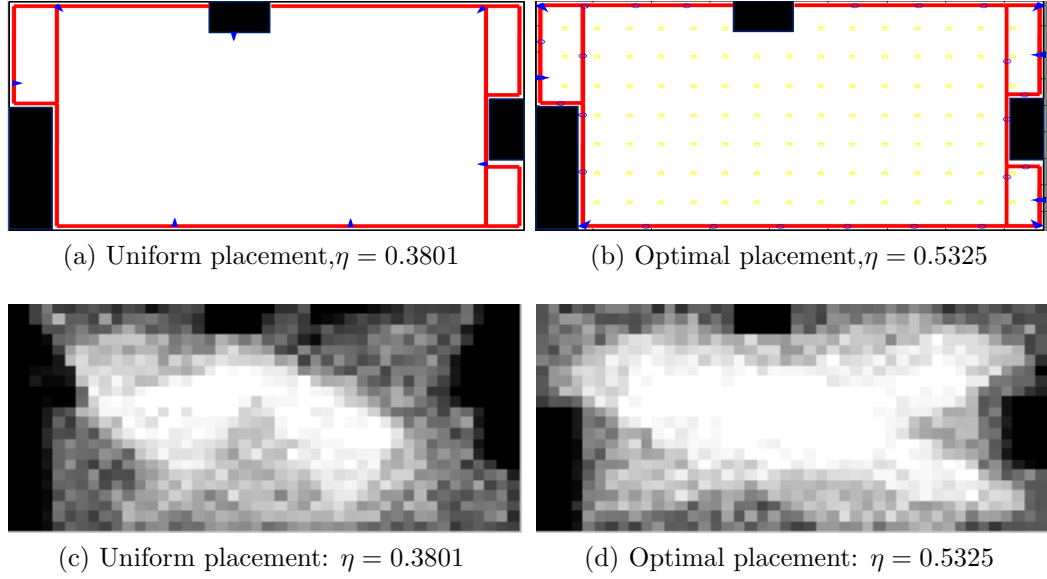 (a) Uniform placement,η = 0.3801
(b) Optimal placement,η = 0.5325
(c) Uniform placement: η = 0.3801
(d) Optimal placement: η = 0.5325